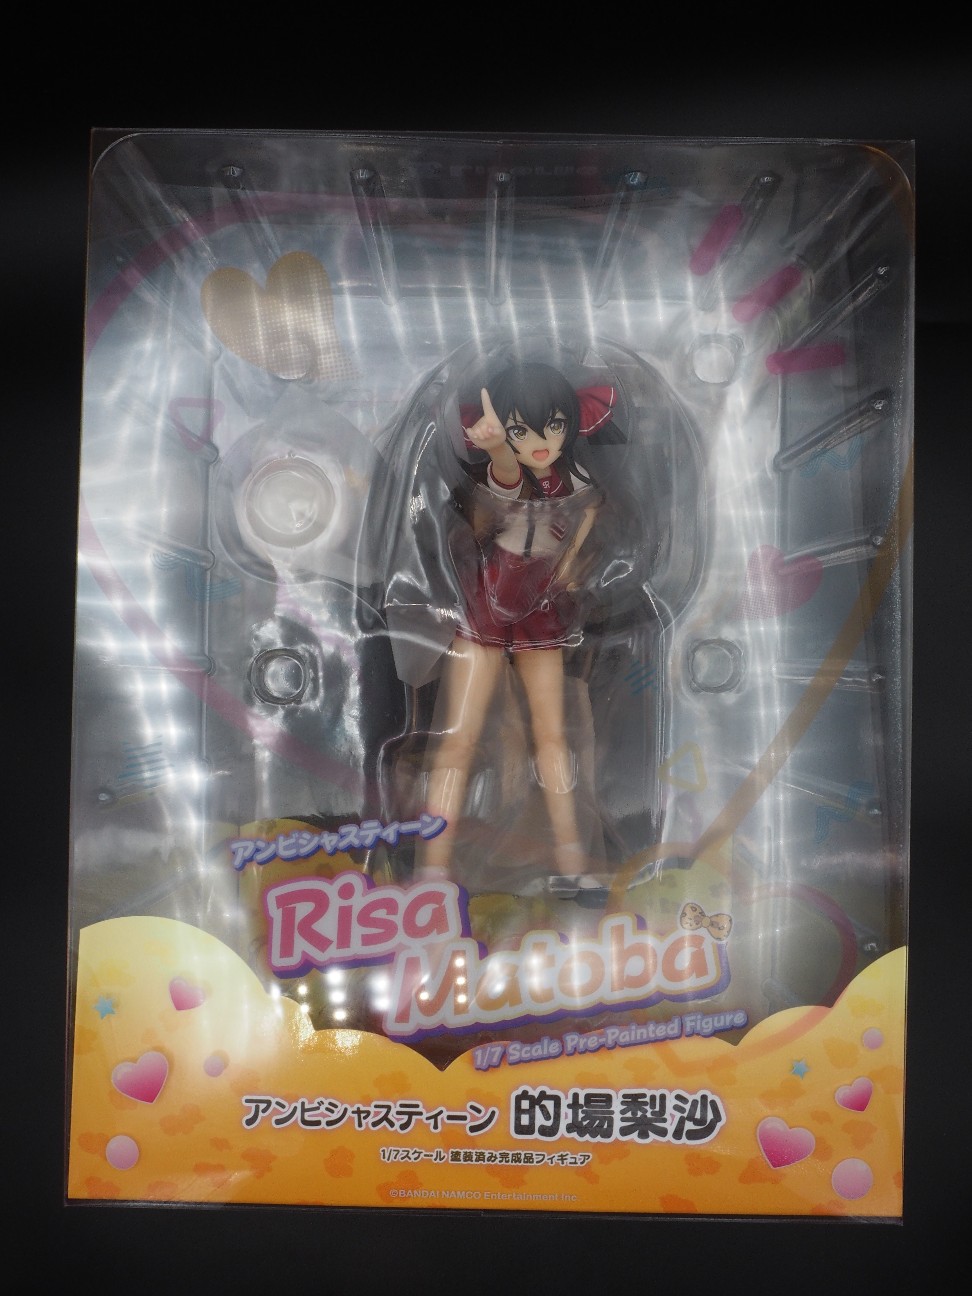 アンビシャスティーン
Risa
Matoba
1/7 Scale Pre-Painted Figure
アンビシャスティーン 的場梨沙
1/7スケール 塗装済み完成品フィギュア
©BANDAI NAMCO Entertainment Inc.